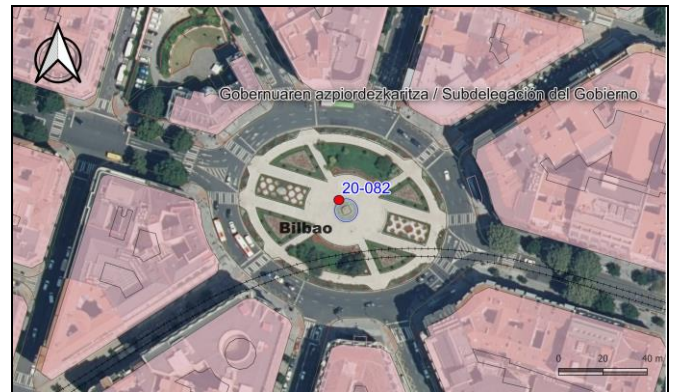 Gobernuaren azpiordezkaritza / Subdelegación del Gobierno
20-082
Bilbao
0 20 40 m